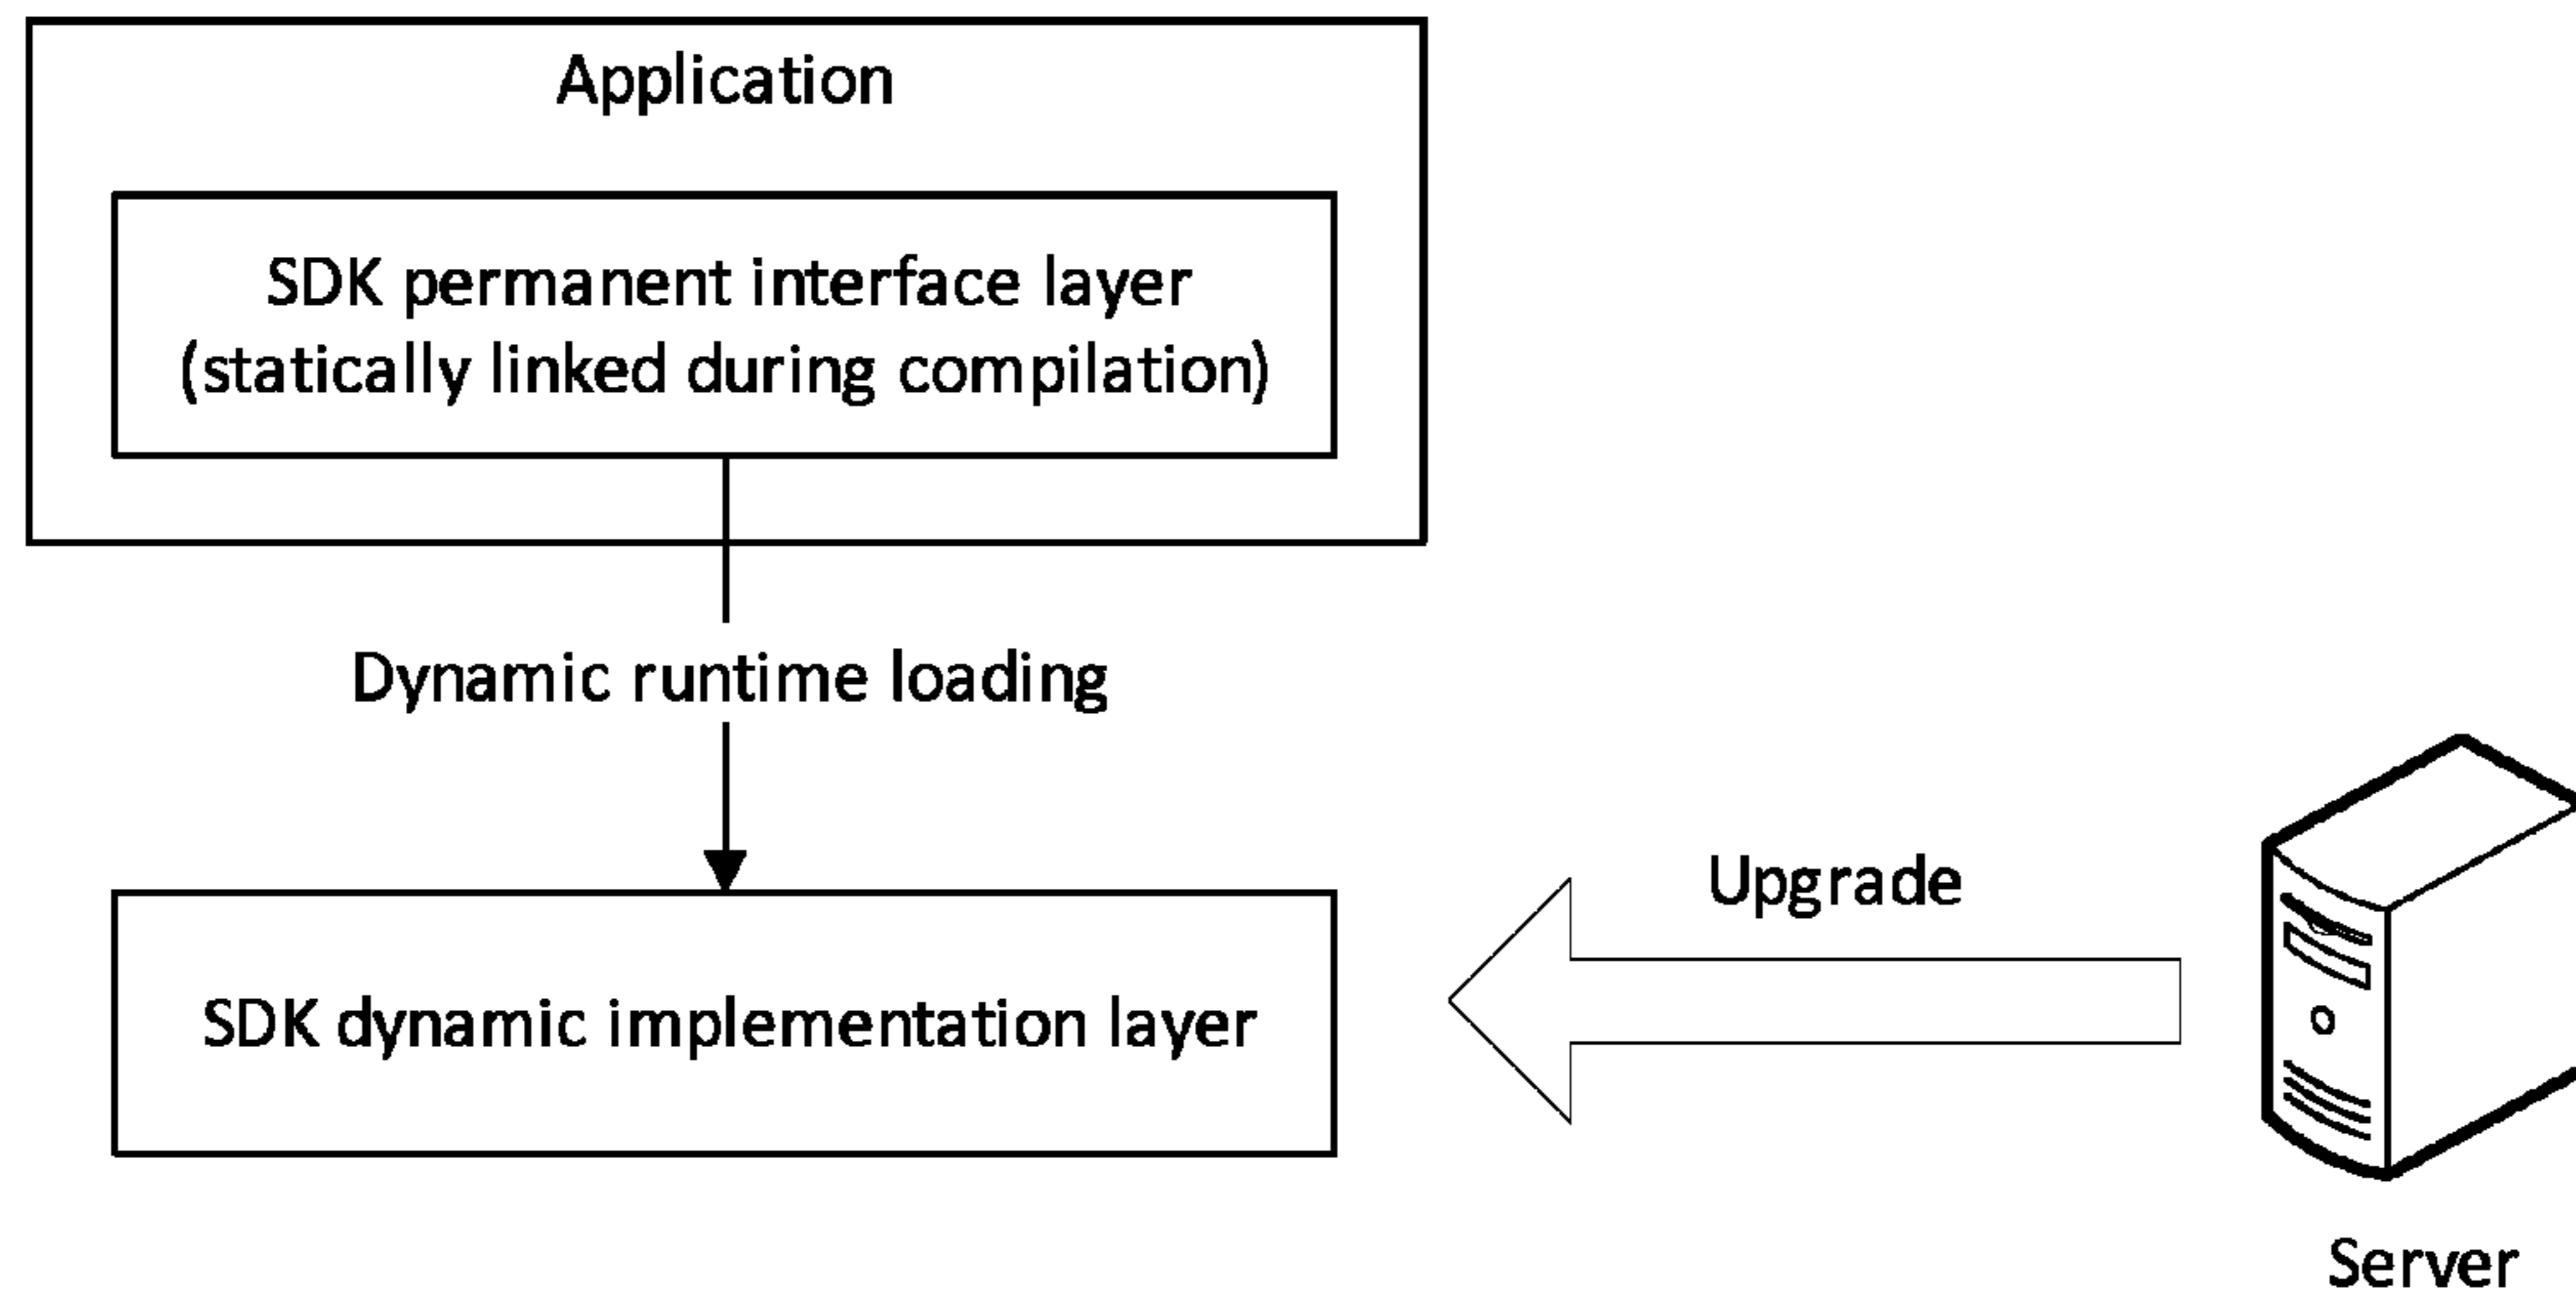 Application
SDK permanent interface layer
(statically linked during compilation)
Dynamic runtime loading
SDK dynamic implementation layer
Upgrade
Server